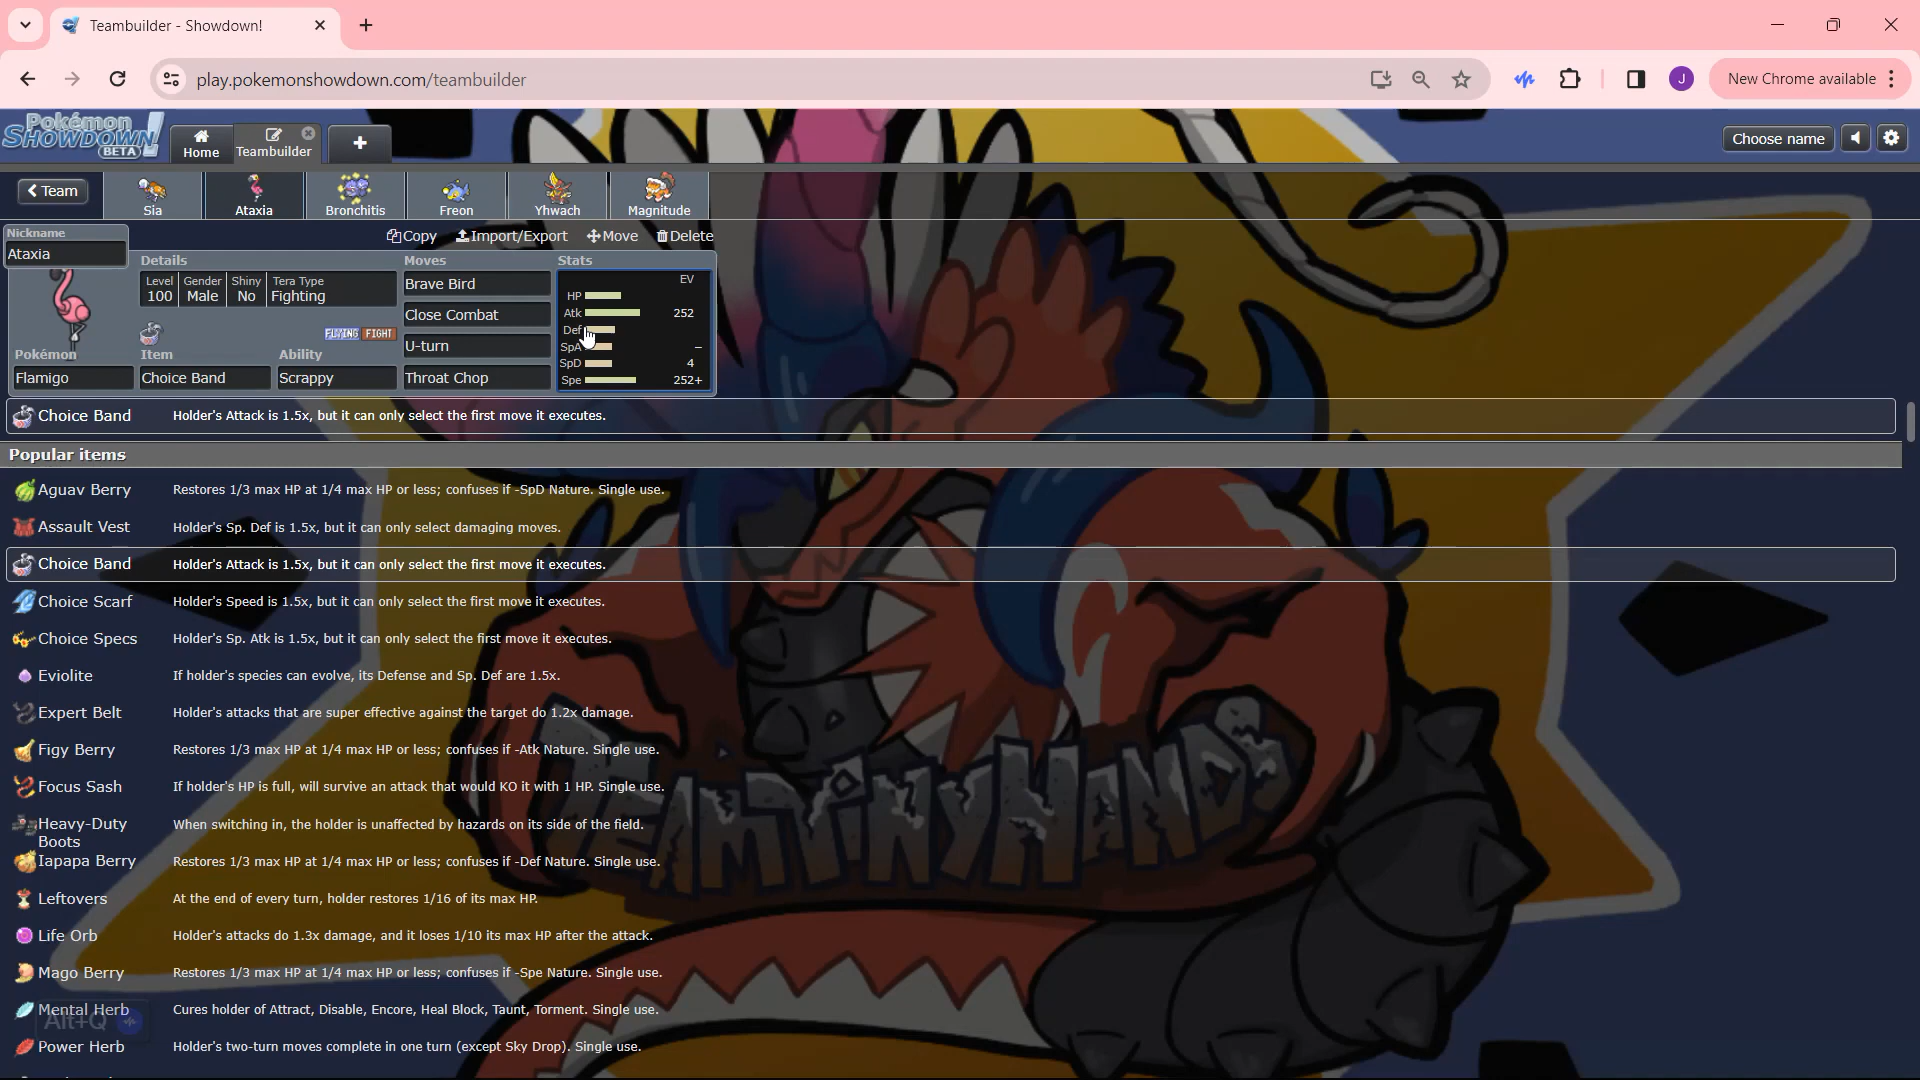 Teambuilder - Showdown!
play.pokemonshowdown.com/teambuilder
J
New Chrome available
Pokémon
SHOWDOWN!
BETA
Home
Teambuilder
Choose name
Team
Sia
Ataxia
Bronchitis
Freon
Yhwach
Magnitude
Nickname
Ataxia
Copy
Import/Export
Move
Delete
Details
Level
100
Gender
Male
Shiny
No
Tera Type
Fighting
FLYING FIGHT
Pokémon
Flamigo
Item
Choice Band
Ability
Scrappy
Moves
Brave Bird
Close Combat
U-turn
Throat Chop
Stats
EV
HP
Atk 252
Def
SpA –
SpD 4
Spe 252+
Choice Band Holder's Attack is 1.5x, but it can only select the first move it executes.
Popular items
Aguav Berry Restores 1/3 max HP at 1/4 max HP or less; confuses if -SpD Nature. Single use.
Assault Vest Holder's Sp. Def is 1.5x, but it can only select damaging moves.
Choice Band Holder's Attack is 1.5x, but it can only select the first move it executes.
Choice Scarf Holder's Speed is 1.5x, but it can only select the first move it executes.
Choice Specs Holder's Sp. Atk is 1.5x, but it can only select the first move it executes.
Eviolite If holder's species can evolve, its Defense and Sp. Def are 1.5x.
Expert Belt Holder's attacks that are super effective against the target do 1.2x damage.
Figy Berry Restores 1/3 max HP at 1/4 max HP or less; confuses if -Atk Nature. Single use.
Focus Sash If holder's HP is full, will survive an attack that would KO it with 1 HP. Single use.
Heavy-Duty Boots When switching in, the holder is unaffected by hazards on its side of the field.
Iapapa Berry Restores 1/3 max HP at 1/4 max HP or less; confuses if -Def Nature. Single use.
Leftovers At the end of every turn, holder restores 1/16 of its max HP.
Life Orb Holder's attacks do 1.3x damage, and it loses 1/10 its max HP after the attack.
Mago Berry Restores 1/3 max HP at 1/4 max HP or less; confuses if -Spe Nature. Single use.
Mental Herb Cures holder of Attract, Disable, Encore, Heal Block, Taunt, Torment. Single use.
Alt+Q
Power Herb Holder's two-turn moves complete in one turn (except Sky Drop). Single use.
TEAMTINYHANDS